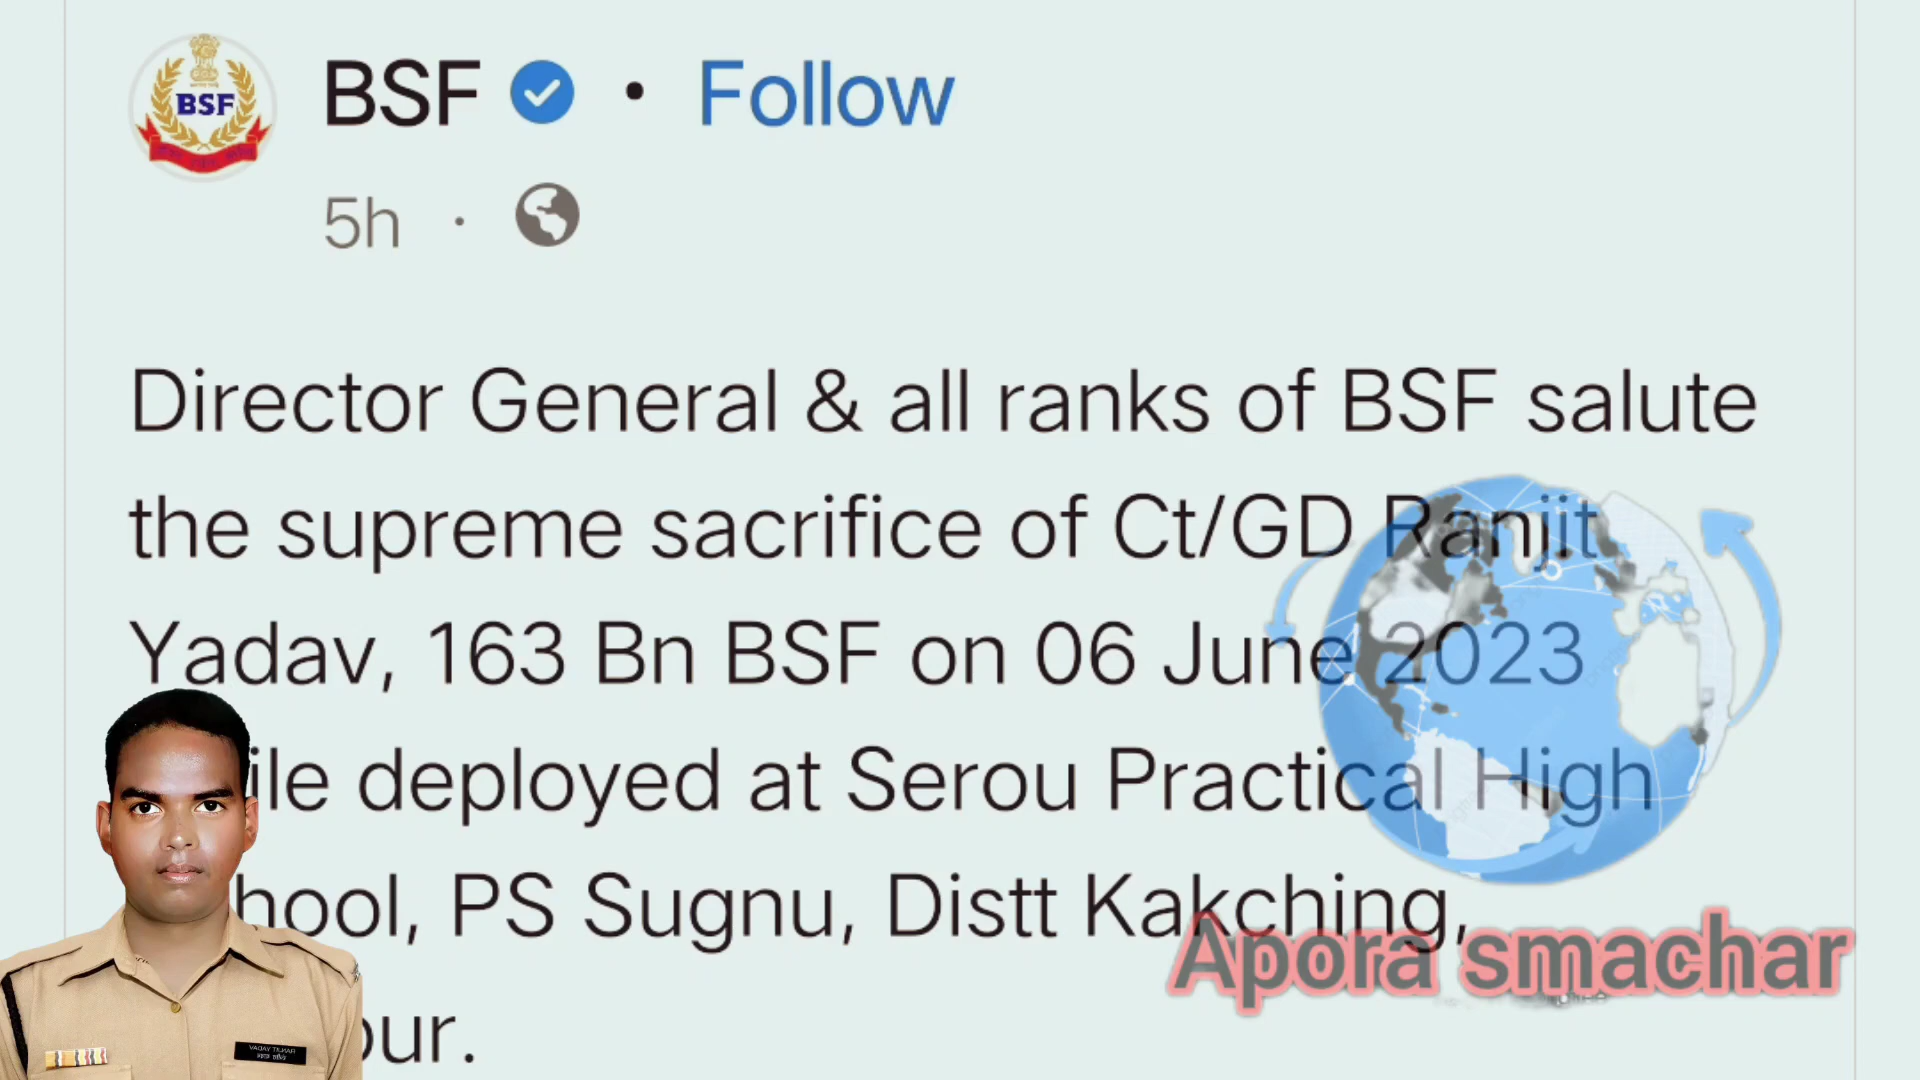 BSF
BSF • Follow
5h ·
Director General & all ranks of BSF salute
the supreme sacrifice of Ct/GD Ranjit
Yadav, 163 Bn BSF on 06 June 2023
ile deployed at Serou Practical High
hool, PS Sugnu, Distt Kakching,
our.
Apora smachar
RANJIT YADAV